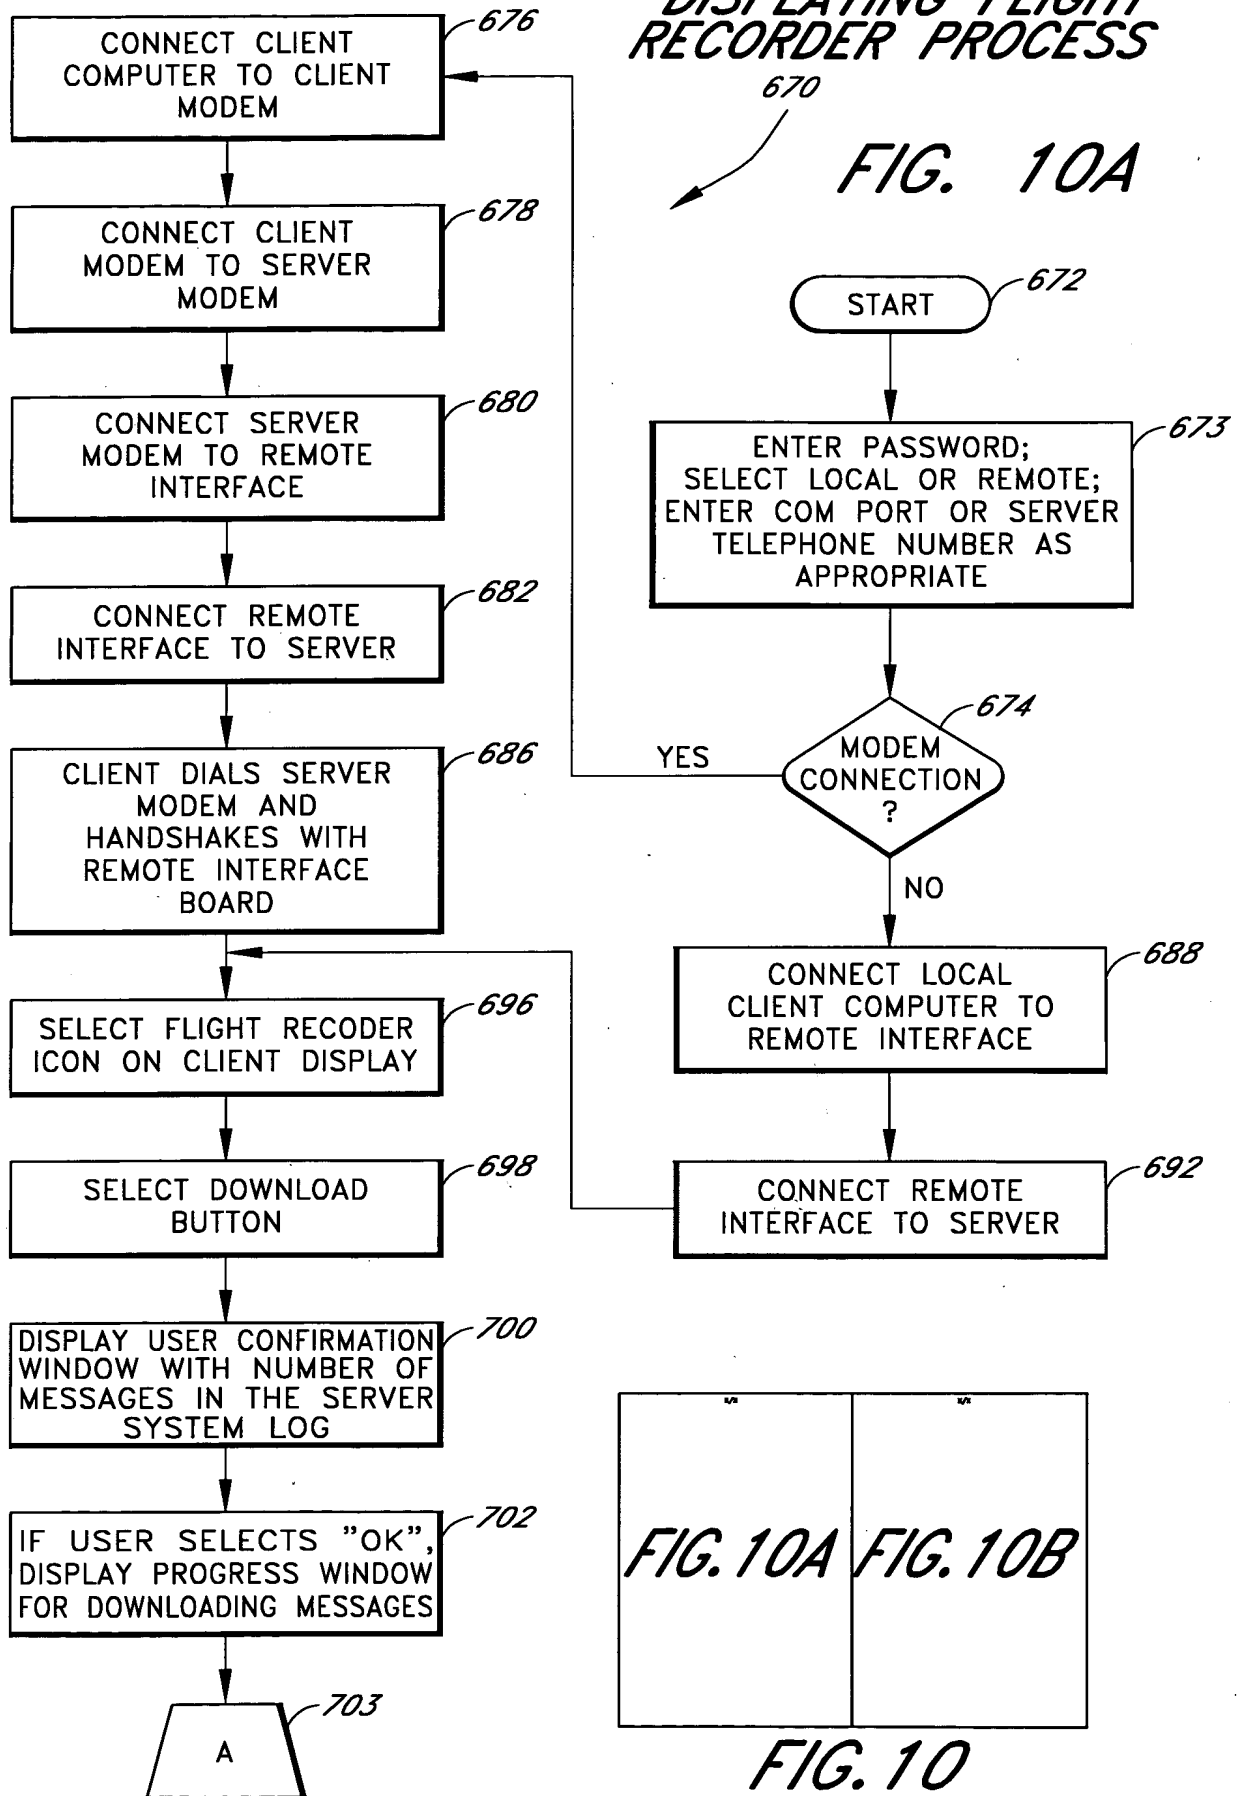 DISPLAYING FLIGHT
RECORDER PROCESS
670
FIG. 10A
START
672
ENTER PASSWORD;
SELECT LOCAL OR REMOTE;
ENTER COM PORT OR SERVER
TELEPHONE NUMBER AS
APPROPRIATE
673
MODEM
CONNECTION
?
674
YES
NO
CONNECT CLIENT
COMPUTER TO CLIENT
MODEM
676
CONNECT CLIENT
MODEM TO SERVER
MODEM
678
CONNECT SERVER
MODEM TO REMOTE
INTERFACE
680
CONNECT REMOTE
INTERFACE TO SERVER
682
CLIENT DIALS SERVER
MODEM AND
HANDSHAKES WITH
REMOTE INTERFACE
BOARD
686
CONNECT LOCAL
CLIENT COMPUTER TO
REMOTE INTERFACE
688
CONNECT REMOTE
INTERFACE TO SERVER
692
SELECT FLIGHT RECODER
ICON ON CLIENT DISPLAY
696
SELECT DOWNLOAD
BUTTON
698
DISPLAY USER CONFIRMATION
WINDOW WITH NUMBER OF
MESSAGES IN THE SERVER
SYSTEM LOG
700
IF USER SELECTS "OK",
DISPLAY PROGRESS WINDOW
FOR DOWNLOADING MESSAGES
702
A
703
FIG. 10A
FIG. 10B
FIG. 10